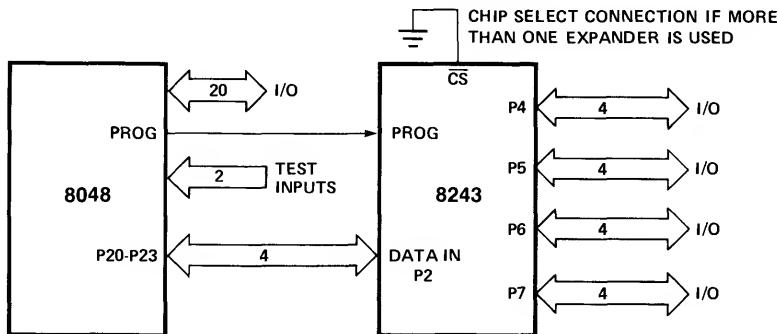 CHIP SELECT CONNECTION IF MORE
THAN ONE EXPANDER IS USED
CS
20
I/O
P4
4
I/O
PROG
PROG
TEST
INPUTS
2
P5
4
I/O
8048
8243
P6
4
I/O
P20-P23
4
DATA IN
P2
P7
4
I/O